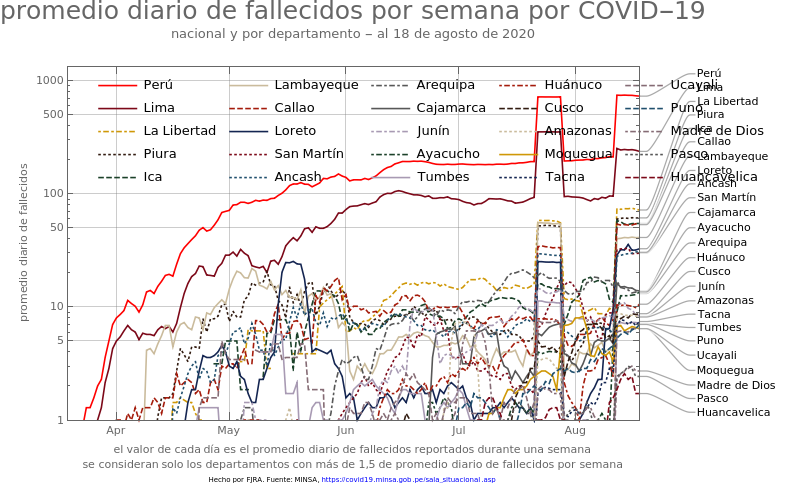 promedio diario de fallecidos por semana por COVID−19
nacional y por departamento − al 18 de agosto de 2020
promedio diario de fallecidos
1000
500
100
50
10
5
1
Apr May Jun Jul Aug
Perú Lambayeque Arequipa Huánuco Ucayali
Lima Callao Cajamarca Cusco Puno
La Libertad Loreto Junín Amazonas Madre de Dios
Piura San Martín Ayacucho Moquegua Pasco
Ica Ancash Tumbes Tacna Huancavelica
Perú
Lima
La Libertad
Piura
Ica
Callao
Lambayeque
Loreto
Ancash
San Martín
Cajamarca
Ayacucho
Arequipa
Huánuco
Cusco
Junín
Amazonas
Tacna
Tumbes
Puno
Ucayali
Moquegua
Madre de Dios
Pasco
Huancavelica
el valor de cada día es el promedio diario de fallecidos reportados durante una semana
se consideran solo los departamentos con más de 1,5 de promedio diario de fallecidos por semana
Hecho por FJRA. Fuente: MINSA, https://covid19.minsa.gob.pe/sala_situacional.asp